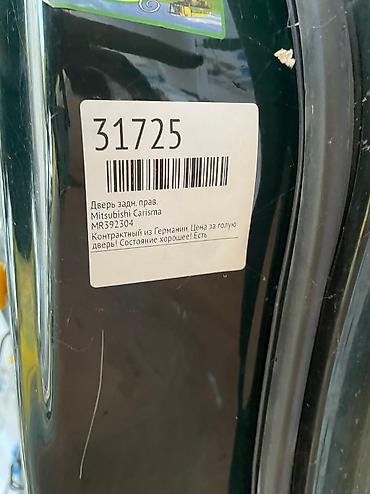 31725
Дверь задн. прав.
Mitsubishi Carisma
MR392304
Контрактный из Германии. Цена за голую
дверь! Состояние хорошее! Есть